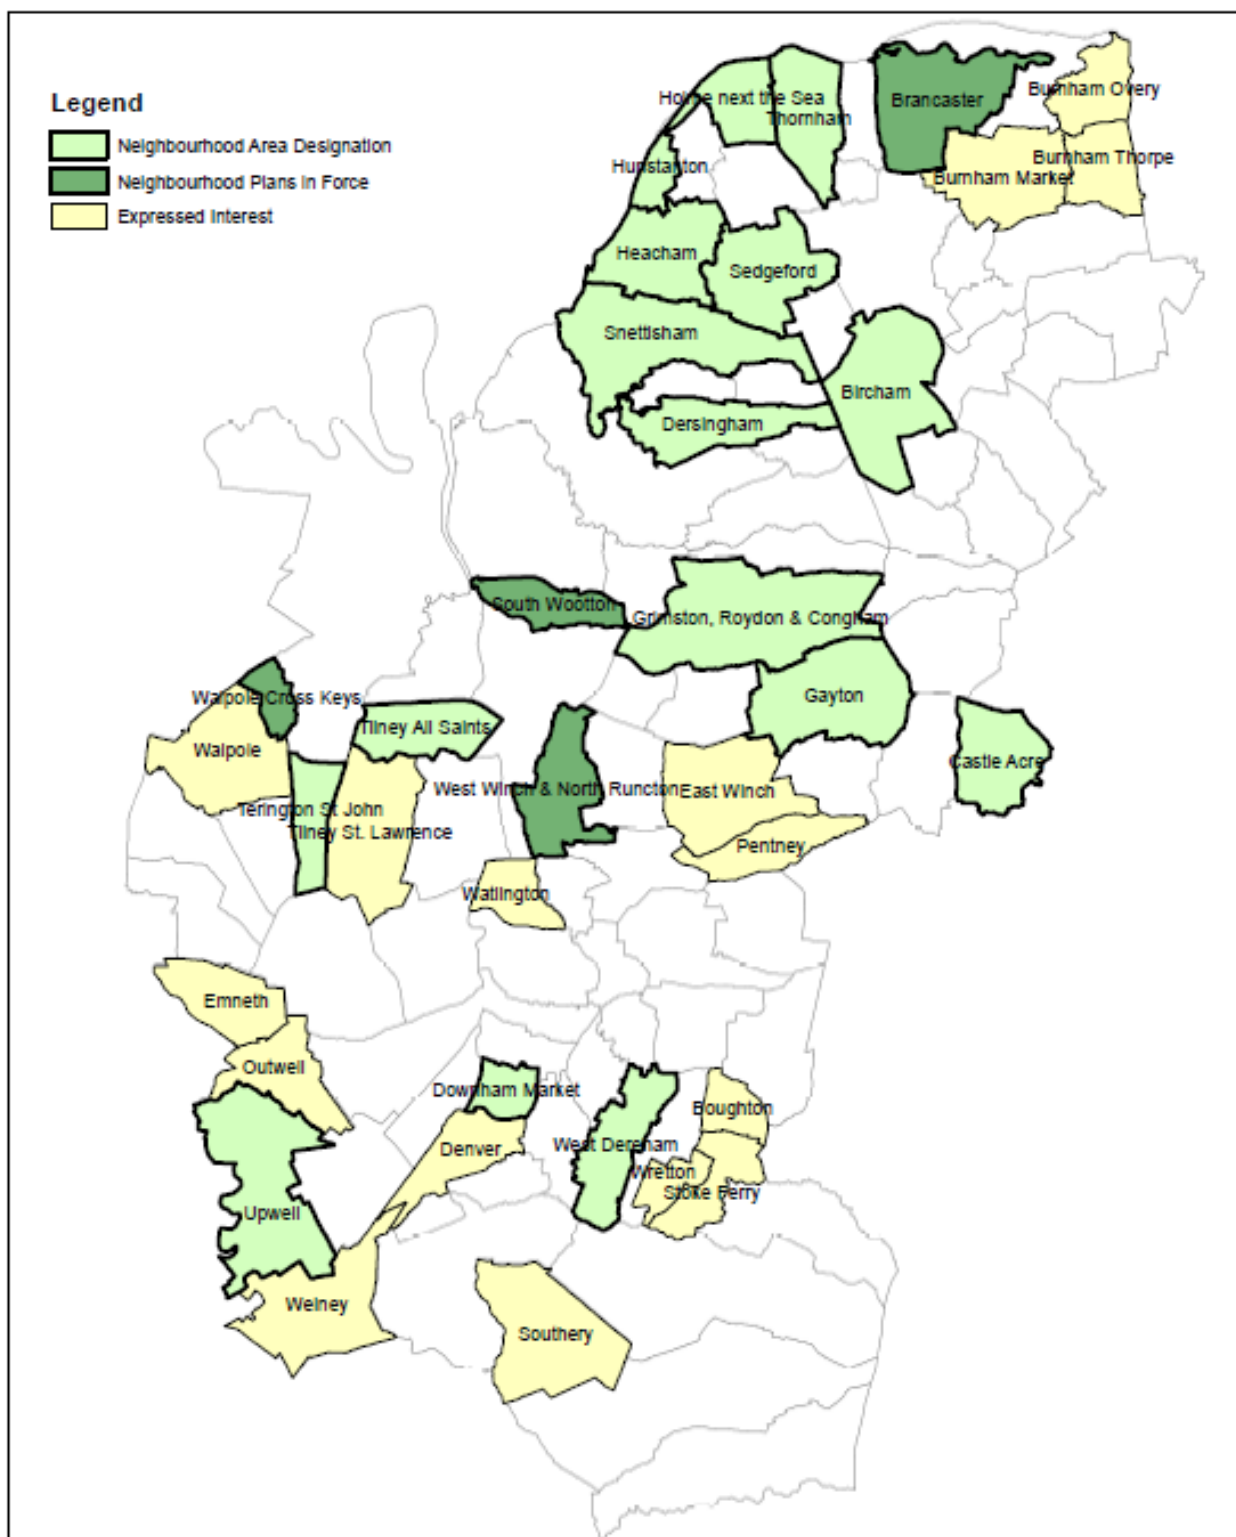 Legend
Neighbourhood Area Designation
Neighbourhood Plans In Force
Expressed Interest
Burnham Overy
Holme next the Sea
Brancaster
Thornham
Hunstanton
Burnham Thorpe
Burnham Market
Heacham
Sedgeford
Snettisham
Bircham
Dersingham
South Wootton
Grimston, Roydon & Congham
Walpole Cross Keys
Gayton
Tilney All Saints
Walpole
Castle Acre
West Winch & North Runcton
East Winch
Terington St John
Tilney St. Lawrence
Pentney
Watlington
Emneth
Outwell
Downham Market
Boughton
Denver
West Dereham
Wretton
Stoke Ferry
Upwell
Welney
Southery